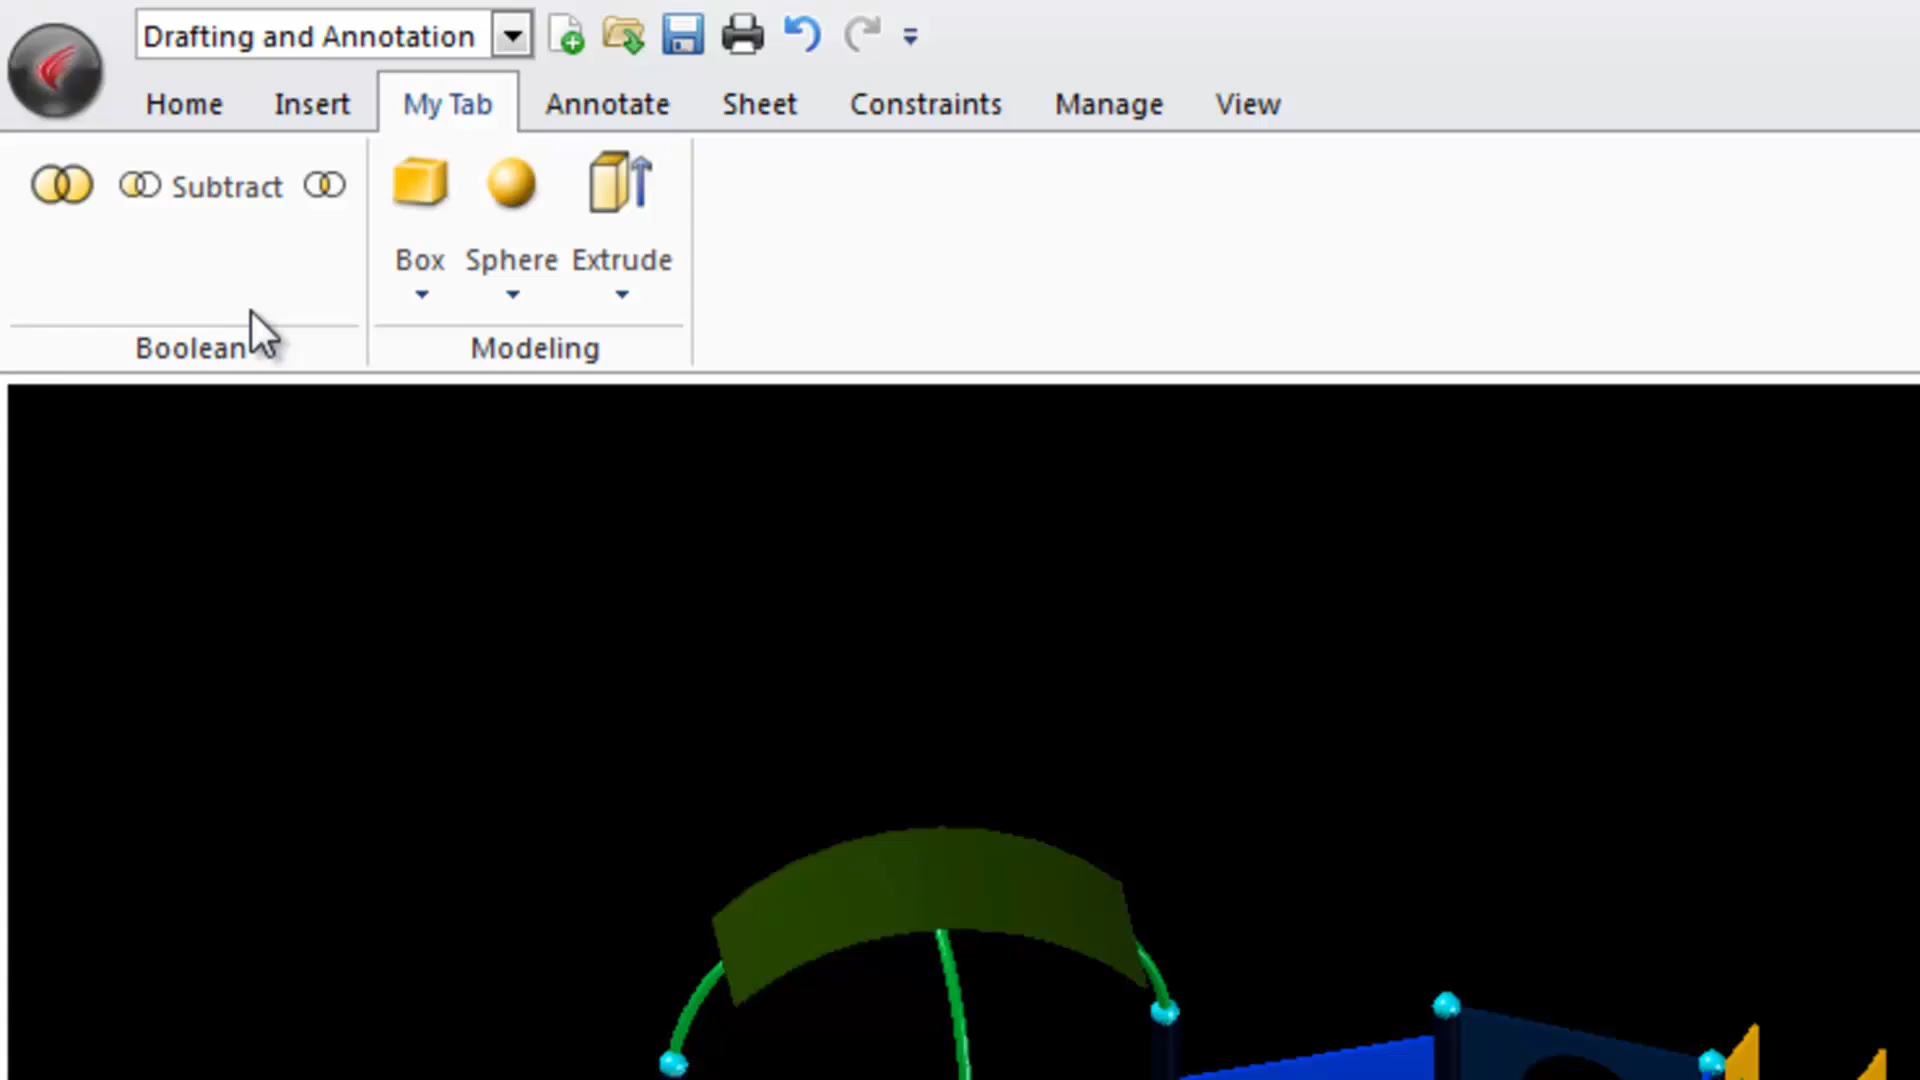 Drafting and Annotation
Home Insert My Tab Annotate Sheet Constraints Manage View
Subtract
Box Sphere Extrude
Boolean Modeling